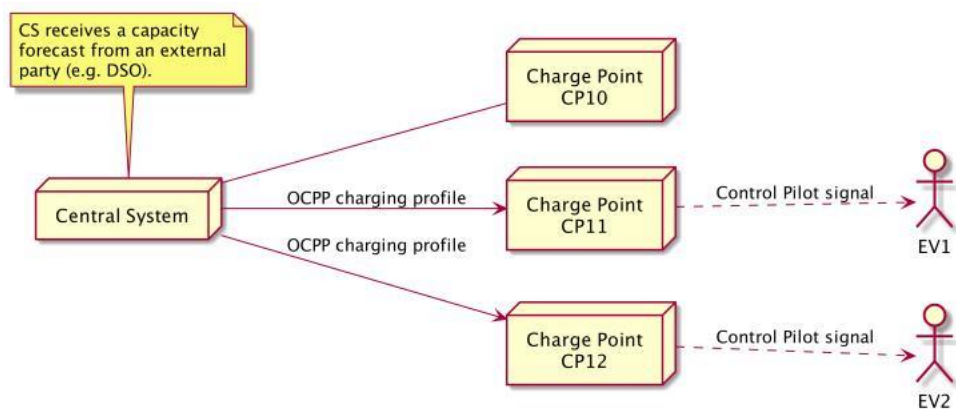 CS receives a capacity
forecast from an external
party (e.g. DSO).
Charge Point
CP10
Central System
OCPP charging profile
Charge Point
CP11
Control Pilot signal
EV1
OCPP charging profile
Charge Point
CP12
Control Pilot signal
EV2